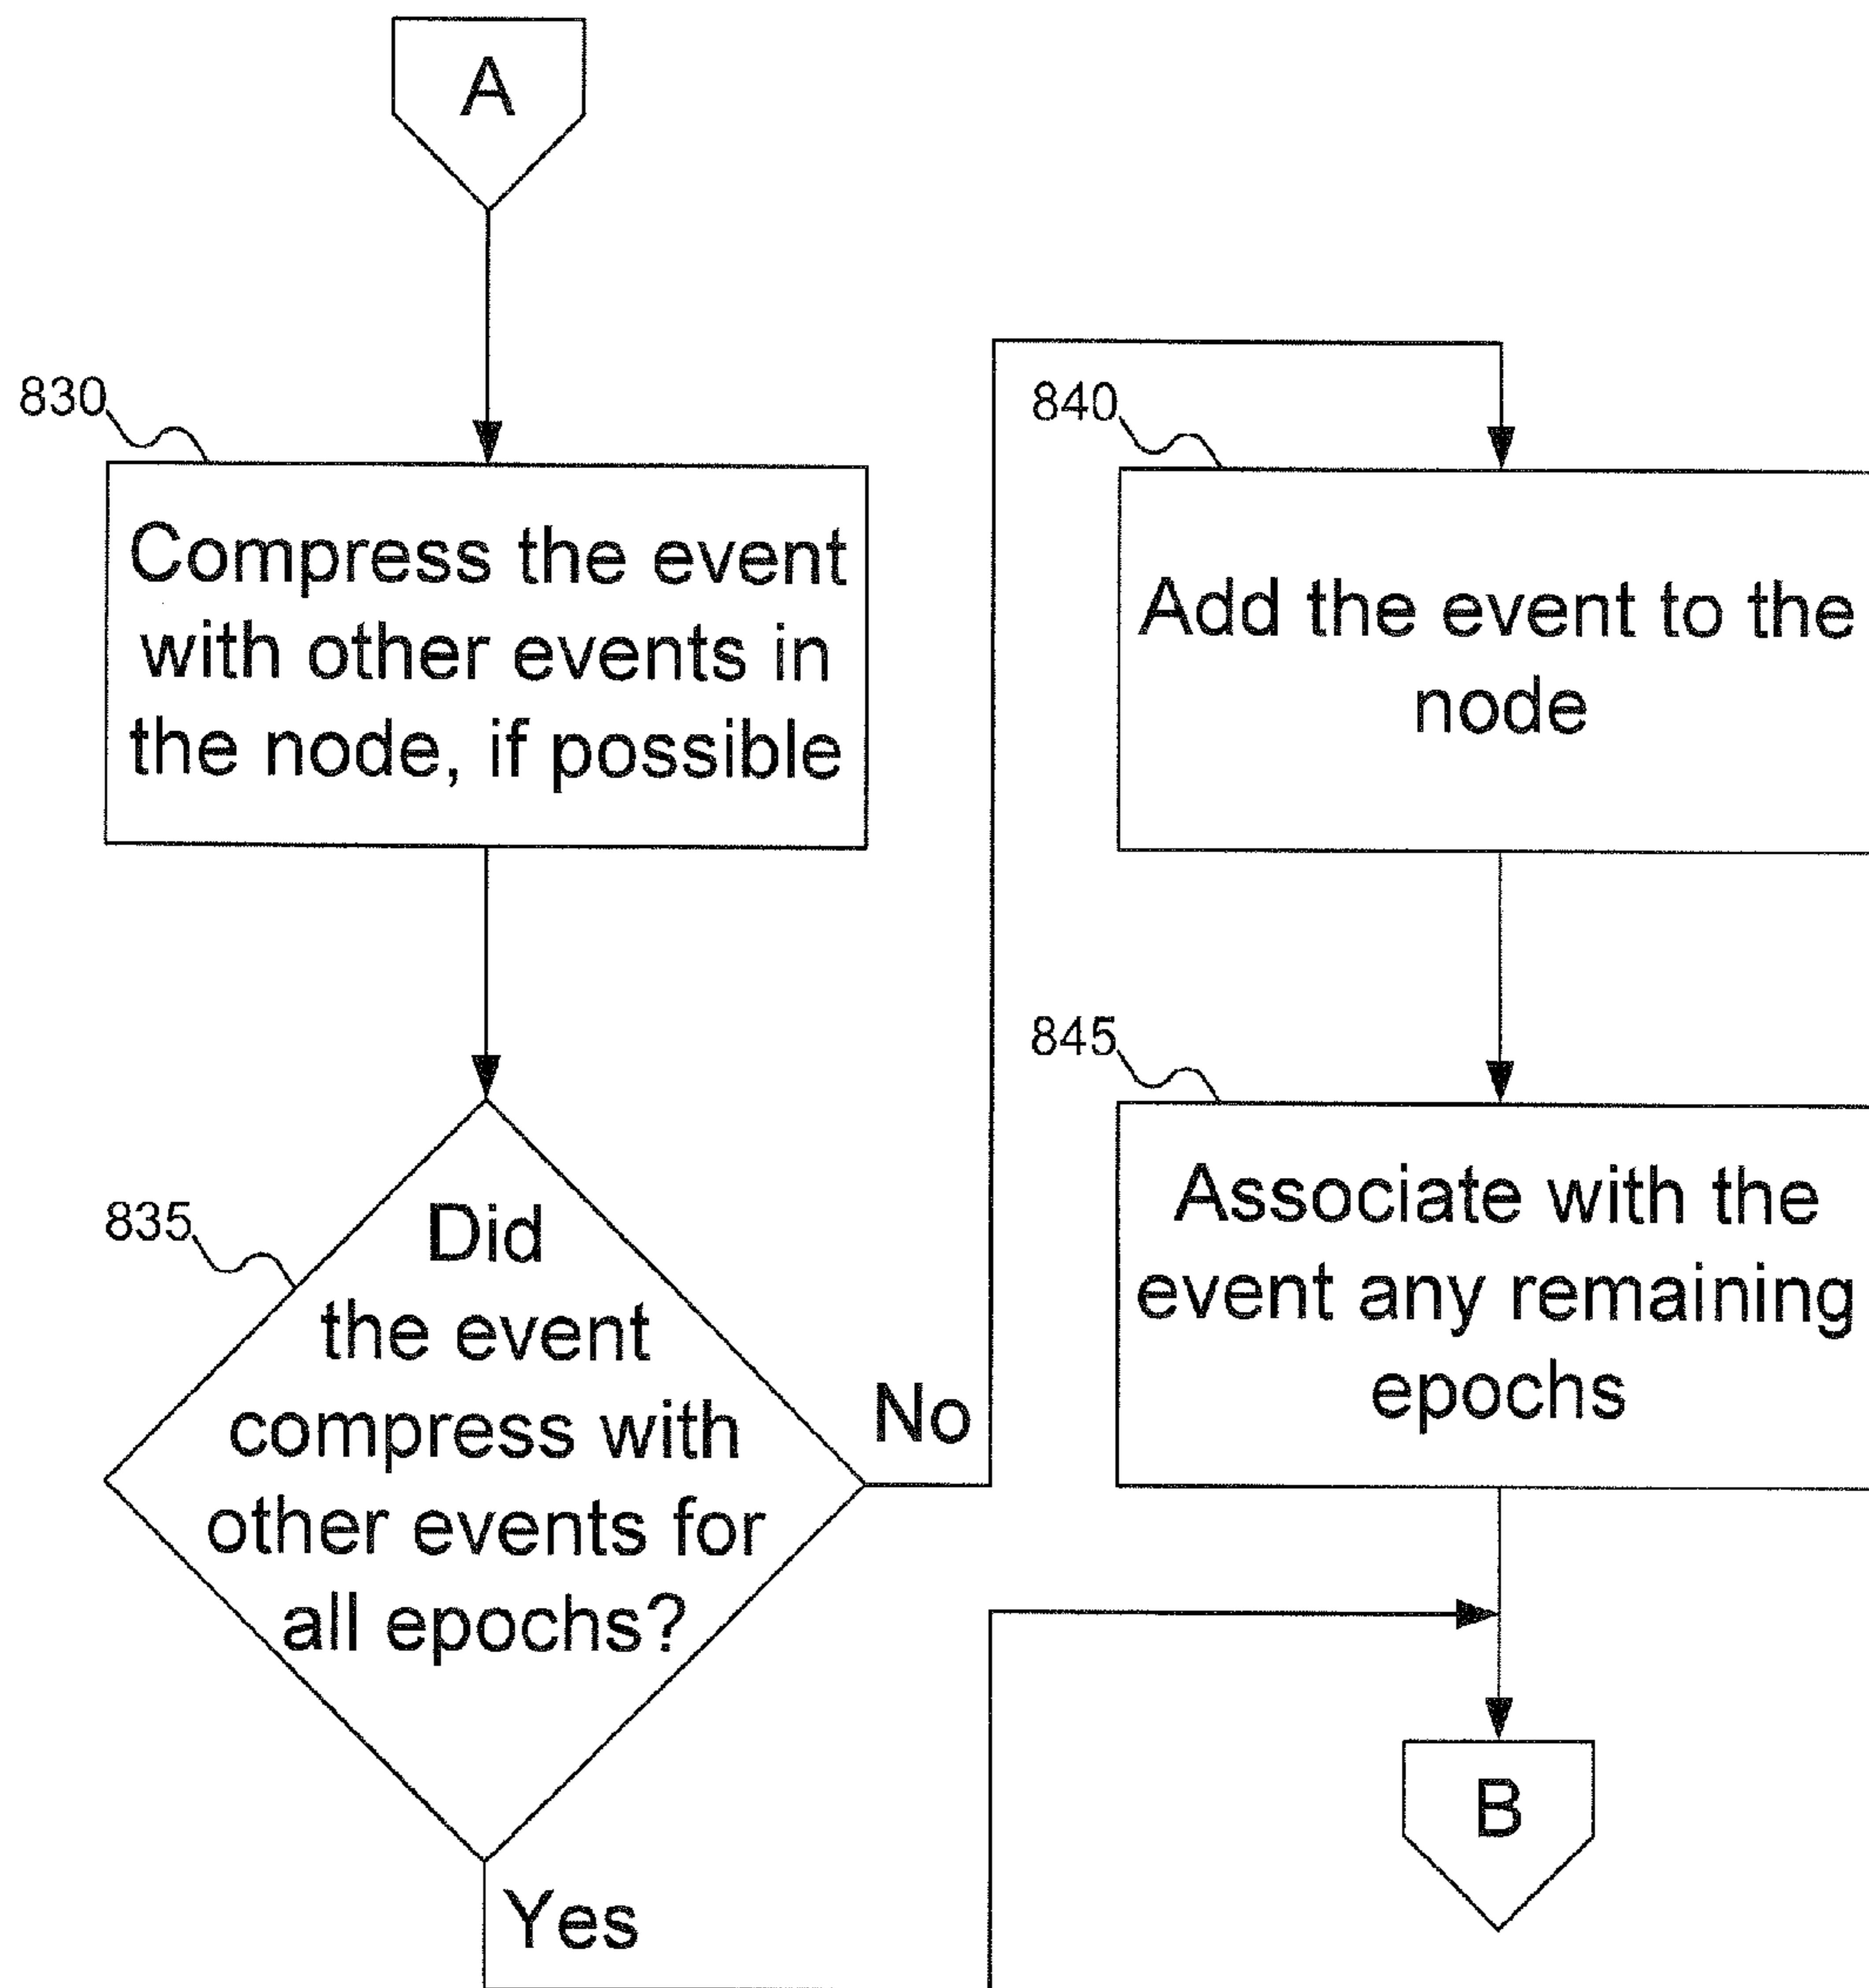 A
830
Compress the event
with other events in
the node, if possible
835
Did
the event
compress with
other events for
all epochs?
No
Yes
840
Add the event to the
node
845
Associate with the
event any remaining
epochs
B